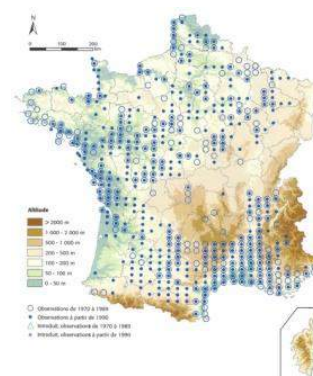 N
0 100 200 km
Altitude
> 2000 m
1 000 - 2 000 m
500 - 1 000 m
200 - 500 m
100 - 200 m
50 - 100 m
0 - 50 m
Observations de 1970 à 1989
Observations à partir de 1990
Introduit, observations de 1970 à 1989
Introduit, observations à partir de 1990